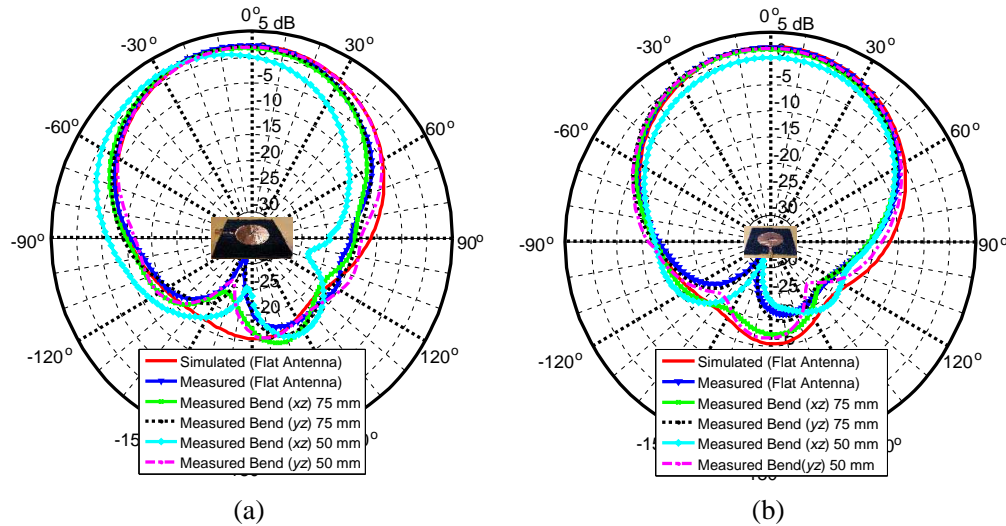 0°
5 dB
0
-5
-10
-15
-20
-25
-30
-30°
30°
-60°
60°
-90°
90°
-120°
120°
-25
-20
Simulated (Flat Antenna)
Measured (Flat Antenna)
Measured Bend (xz) 75 mm
Measured Bend (yz) 75 mm
Measured Bend (xz) 50 mm
Measured Bend (yz) 50 mm
(a)
0°
5 dB
0
-5
-10
-15
-20
-25
-30
-30°
30°
-60°
60°
-90°
90°
-120°
120°
-25
Simulated (Flat Antenna)
Measured (Flat Antenna)
Measured Bend (xz) 75 mm
Measured Bend (yz) 75 mm
Measured Bend (xz) 50 mm
Measured Bend(yz) 50 mm
(b)